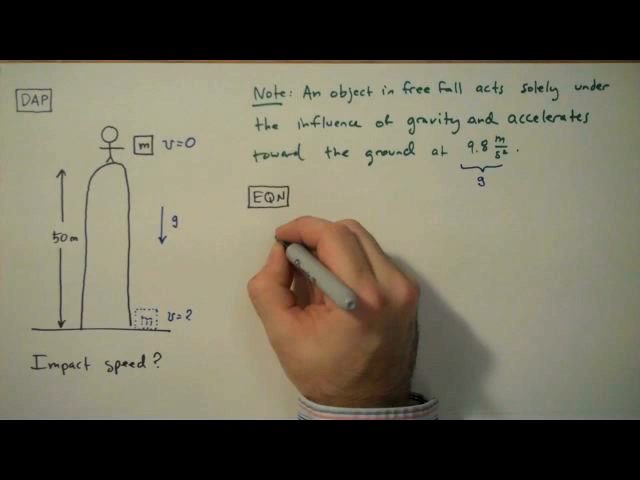 DAP
Note: An object in free fall acts solely under
the influence of gravity and accelerates
toward the ground at 9.8 m/s².
g
m v=0
EQN
50m
g
m v=?
Impact speed?